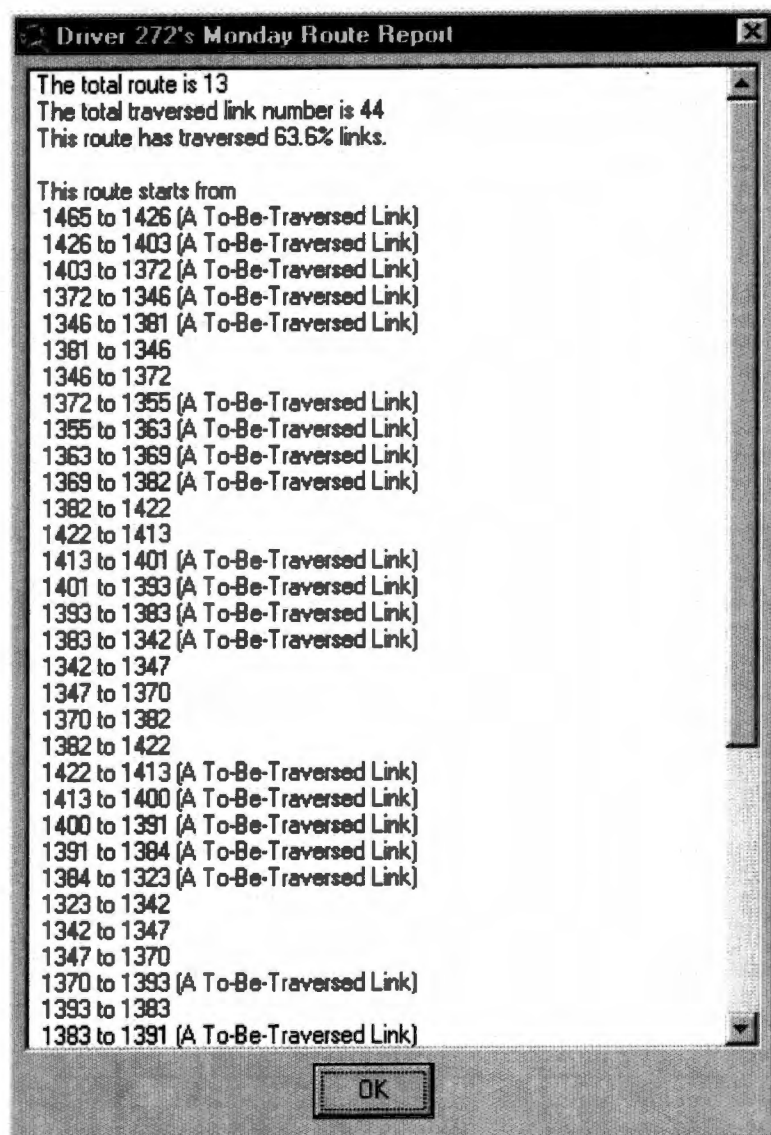 Driver 272's Monday Route Report
The total route is 13
The total traversed link number is 44
This route has traversed 63.6% links.
This route starts from
1465 to 1426 (A To-Be-Traversed Link)
1426 to 1403 (A To-Be-Traversed Link)
1403 to 1372 (A To-Be-Traversed Link)
1372 to 1346 (A To-Be-Traversed Link)
1346 to 1381 (A To-Be-Traversed Link)
1381 to 1346
1346 to 1372
1372 to 1355 (A To-Be-Traversed Link)
1355 to 1363 (A To-Be-Traversed Link)
1363 to 1369 (A To-Be-Traversed Link)
1369 to 1382 (A To-Be-Traversed Link)
1382 to 1422
1422 to 1413
1413 to 1401 (A To-Be-Traversed Link)
1401 to 1393 (A To-Be-Traversed Link)
1393 to 1383 (A To-Be-Traversed Link)
1383 to 1342 (A To-Be-Traversed Link)
1342 to 1347
1347 to 1370
1370 to 1382
1382 to 1422
1422 to 1413 (A To-Be-Traversed Link)
1413 to 1400 (A To-Be-Traversed Link)
1400 to 1391 (A To-Be-Traversed Link)
1391 to 1384 (A To-Be-Traversed Link)
1384 to 1323 (A To-Be-Traversed Link)
1323 to 1342
1342 to 1347
1347 to 1370
1370 to 1393 (A To-Be-Traversed Link)
1393 to 1383
1383 to 1391 (A To-Be-Traversed Link)
OK